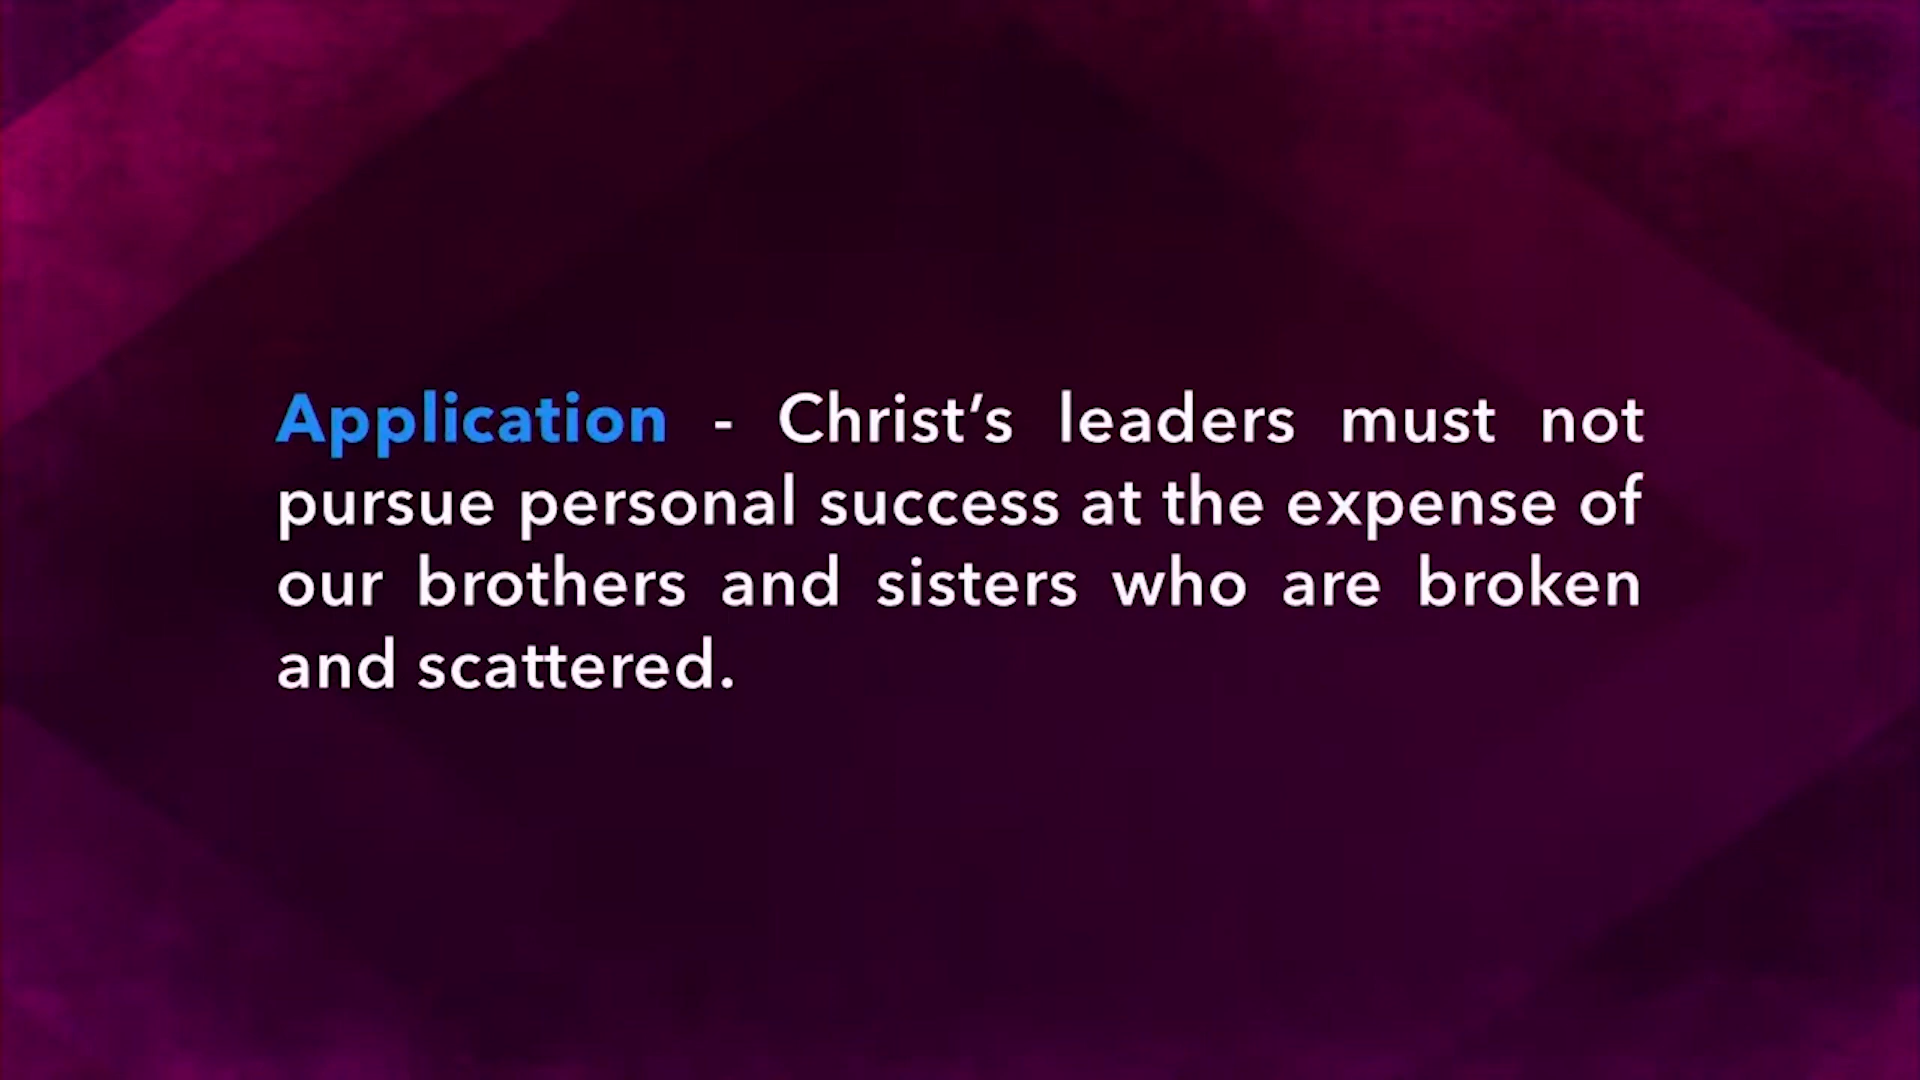 Application - Christ’s leaders must not
pursue personal success at the expense of
our brothers and sisters who are broken
and scattered.